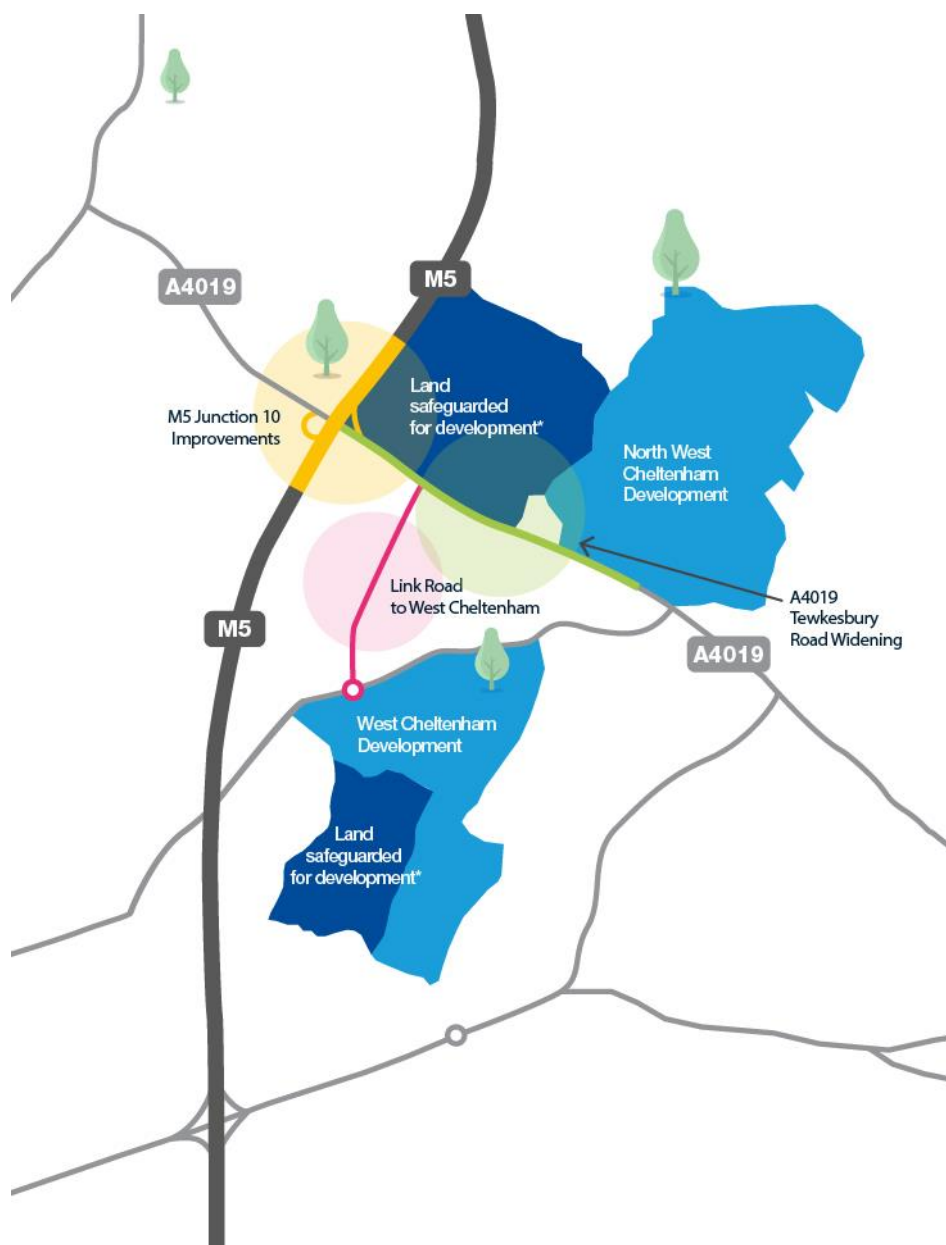 A4019
M5
M5 Junction 10
Improvements
Land
safeguarded
for development*
North West
Cheltenham
Development
Link Road
to West Cheltenham
A4019
Tewkesbury
Road Widening
M5
A4019
West Cheltenham
Development
Land
safeguarded
for development*